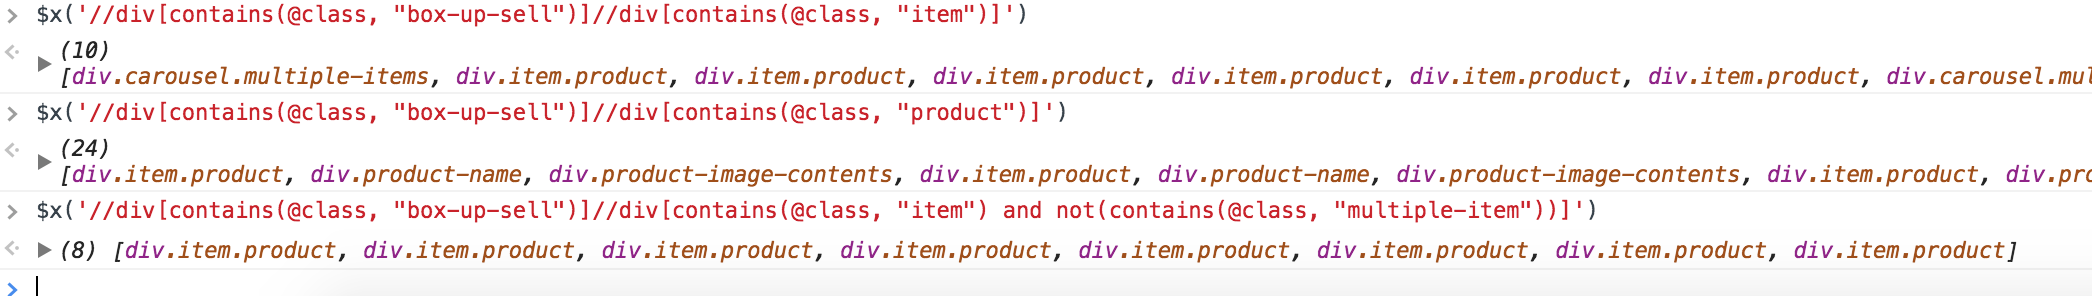 $x('//div[contains(@class, "box-up-sell")]//div[contains(@class, "item")]')
(10)
[div.carousel.multiple-items, div.item.product, div.item.product, div.item.product, div.item.product, div.item.product, div.item.product, div.carousel.mul
$x('//div[contains(@class, "box-up-sell")]//div[contains(@class, "product")]')
(24)
[div.item.product, div.product-name, div.product-image-contents, div.item.product, div.product-name, div.product-image-contents, div.item.product, div.pro
$x('//div[contains(@class, "box-up-sell")]//div[contains(@class, "item") and not(contains(@class, "multiple-item"))]')
(8) [div.item.product, div.item.product, div.item.product, div.item.product, div.item.product, div.item.product, div.item.product, div.item.product]